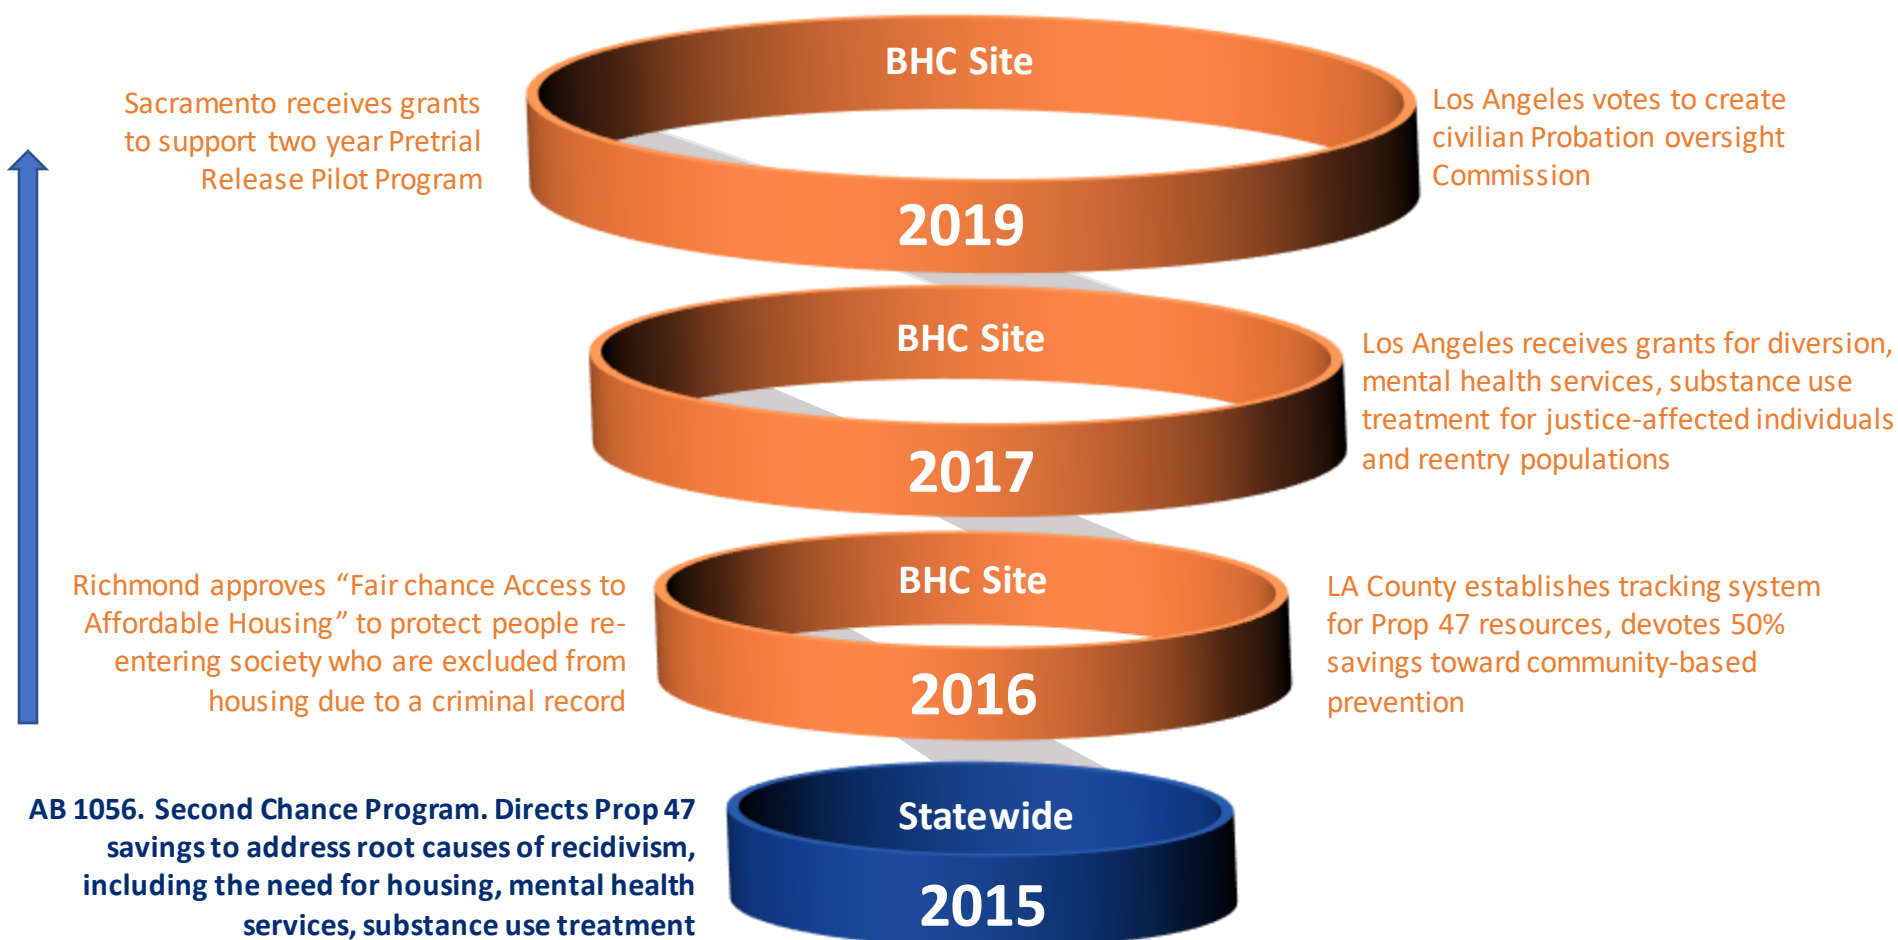 BHC Site
Sacramento receives grants
to support two year Pretrial
Release Pilot Program
Los Angeles votes to create
civilian Probation oversight
Commission
2019
BHC Site
Los Angeles receives grants for diversion,
mental health services, substance use
treatment for justice-affected individuals
and reentry populations
2017
BHC Site
Richmond approves “Fair chance Access to
Affordable Housing” to protect people re-
entering society who are excluded from
housing due to a criminal record
LA County establishes tracking system
for Prop 47 resources, devotes 50%
savings toward community-based
prevention
2016
AB 1056. Second Chance Program. Directs Prop 47
savings to address root causes of recidivism,
including the need for housing, mental health
services, substance use treatment
Statewide
2015